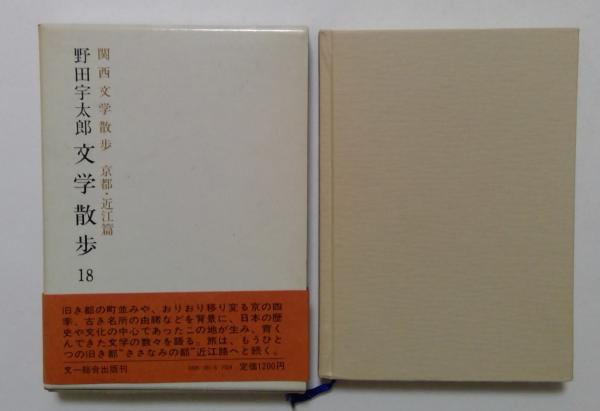 関西文学散歩 京都・近江篇
野田宇太郎 文学散歩 18
旧き都の町並みや、おりおり移り変る京の四
季、古き名所の由緒などを背景に、日本の歴
史や文化の中心であったこの地が生み、育く
んできた文学の数々を語る。旅は、もうひと
つの旧き都“ささなみの都”近江路へと続く。
文一総合出版刊
定価1200円